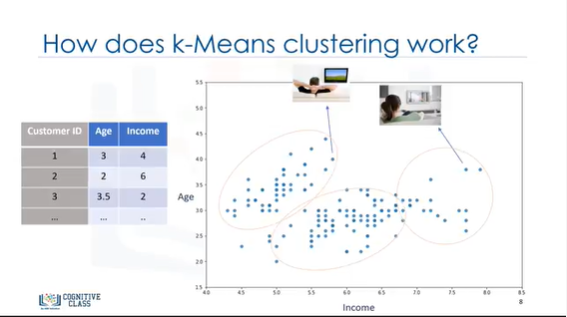 How does k-Means clustering work?
Customer ID Age Income
1 3 4
2 2 6
3 3.5 2
... ... ..
Age
5.5
5.0
4.5
4.0
3.5
3.0
2.5
2.0
1.5
4.0 4.5 5.0 5.5 6.0 6.5 7.0 7.5 8.0 8.5
Income
8
COGNITIVE
CLASS